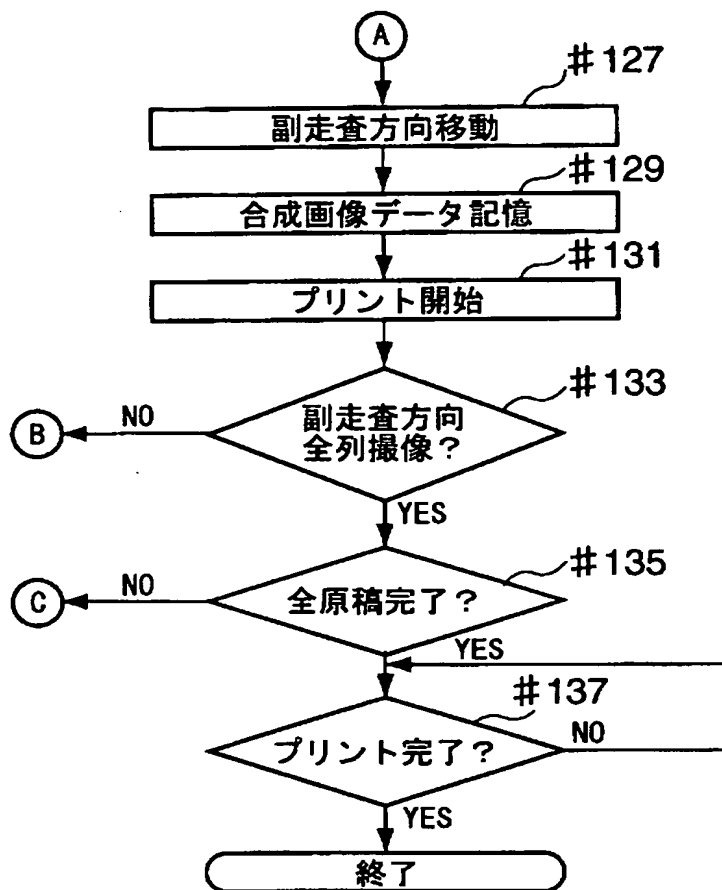 A
#127
副走査方向移動
#129
合成画像データ記憶
#131
プリント開始
#133
副走査方向
全列撮像?
NO
B
YES
#135
全原稿完了?
NO
C
YES
#137
プリント完了?
NO
YES
終了